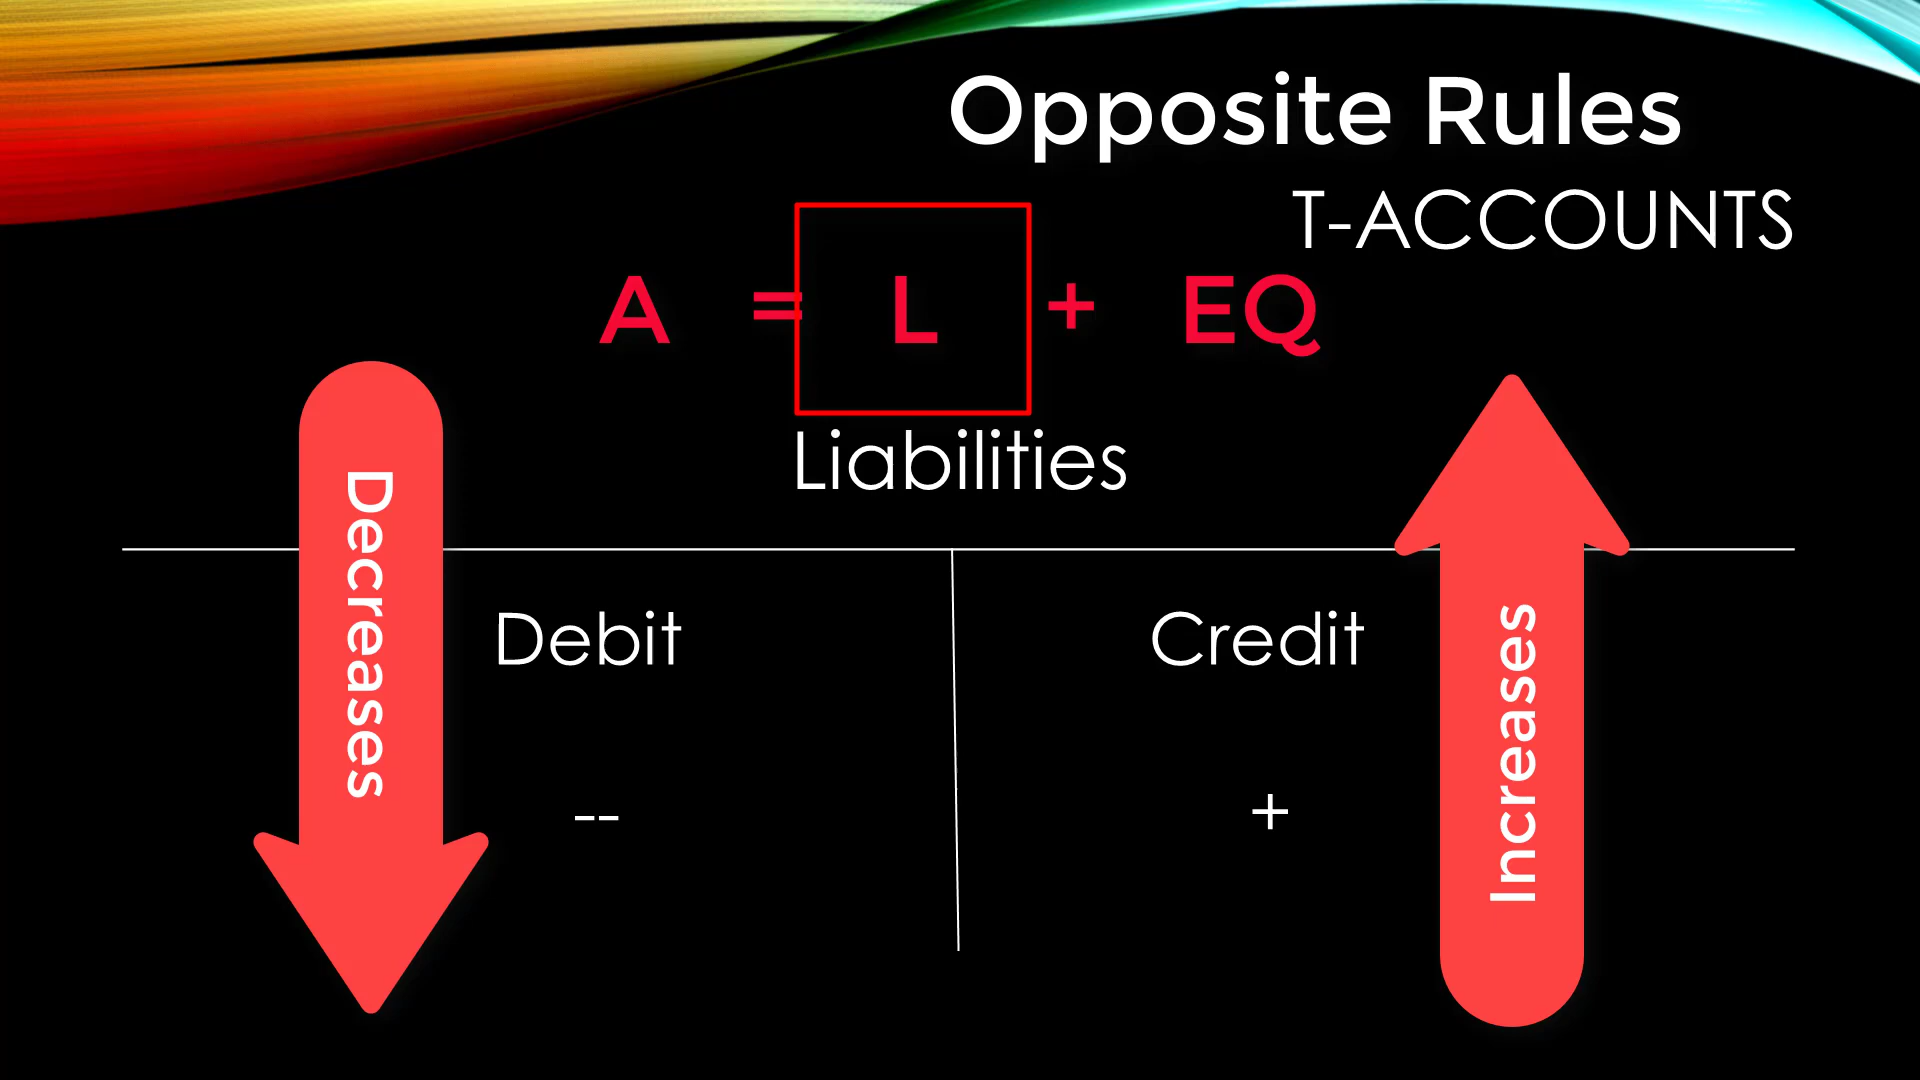 Opposite Rules
T-ACCOUNTS
A = L + EQ
Liabilities
Decreases
Debit
Credit
Increases
--
+